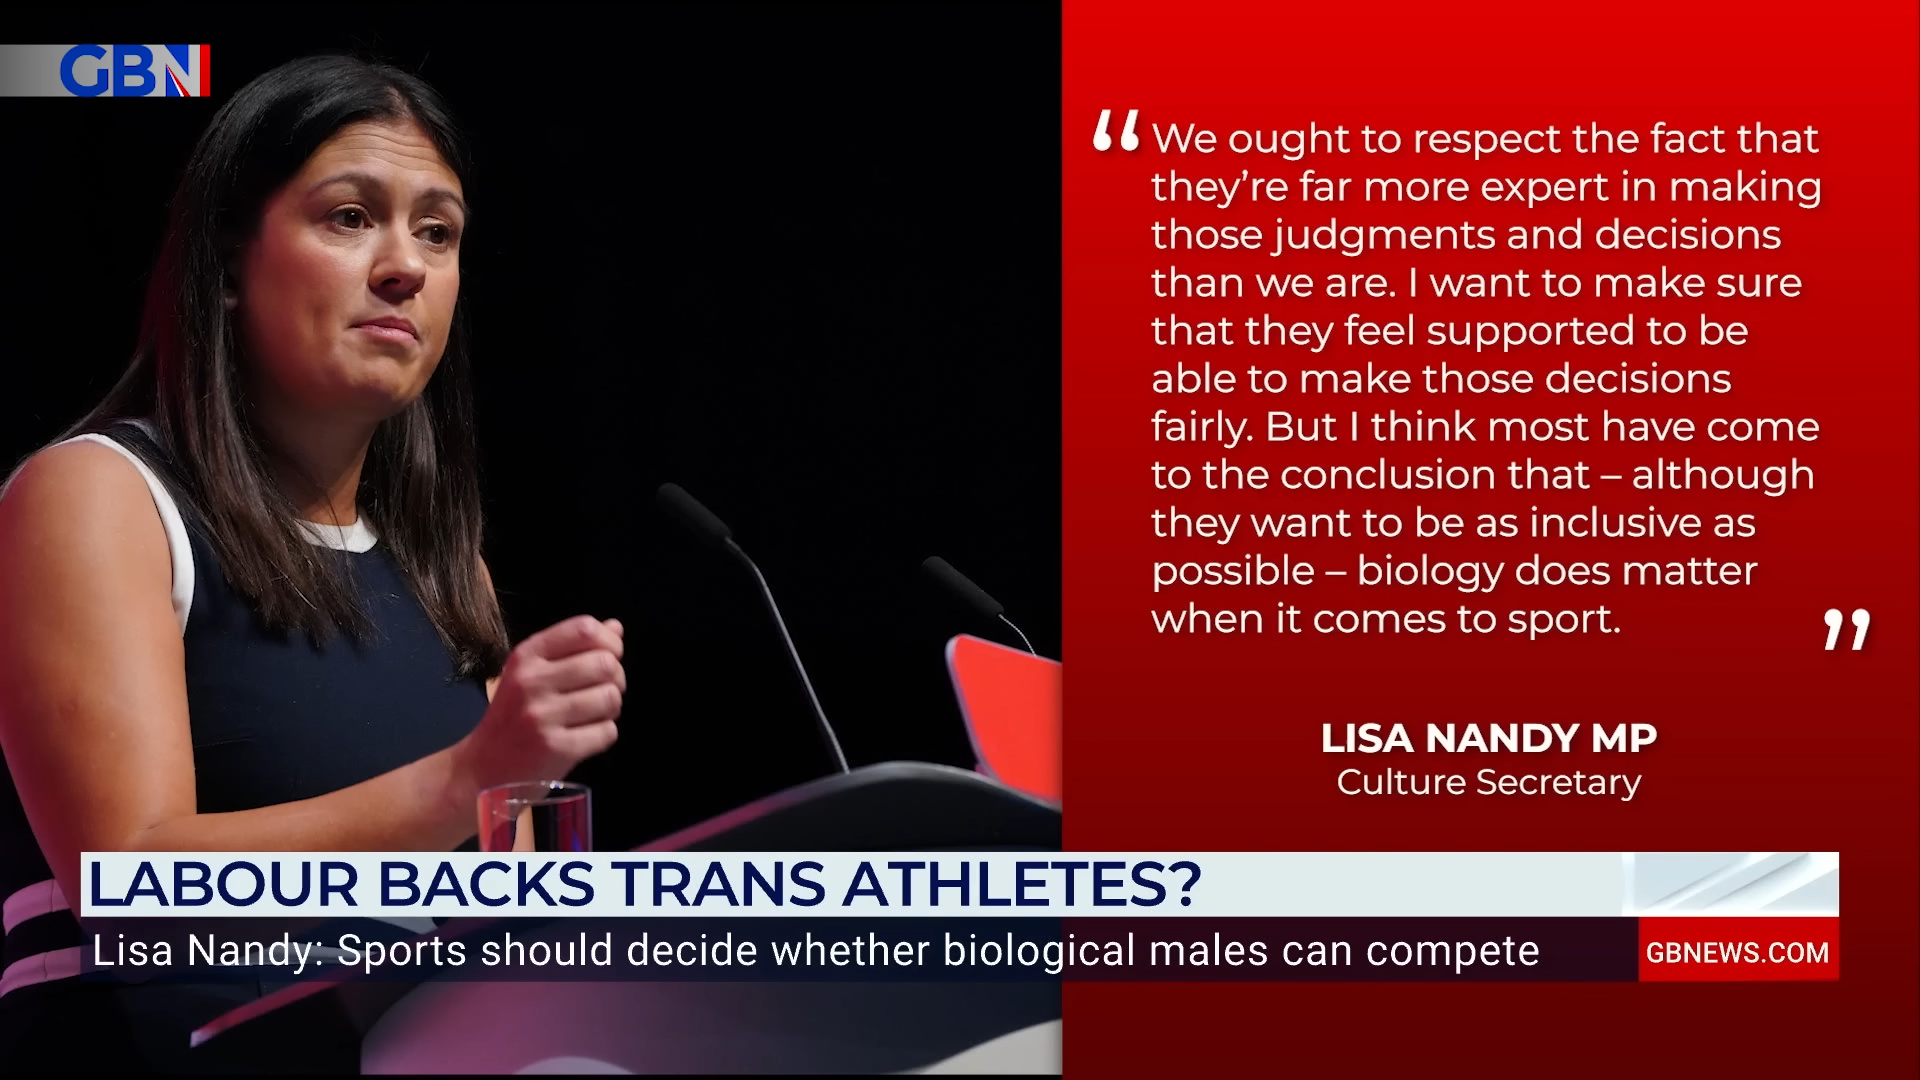 GBN
“ We ought to respect the fact that
they’re far more expert in making
those judgments and decisions
than we are. I want to make sure
that they feel supported to be
able to make those decisions
fairly. But I think most have come
to the conclusion that – although
they want to be as inclusive as
possible – biology does matter
when it comes to sport. ”
LISA NANDY MP
Culture Secretary
LABOUR BACKS TRANS ATHLETES?
Lisa Nandy: Sports should decide whether biological males can compete
GBNEWS.COM